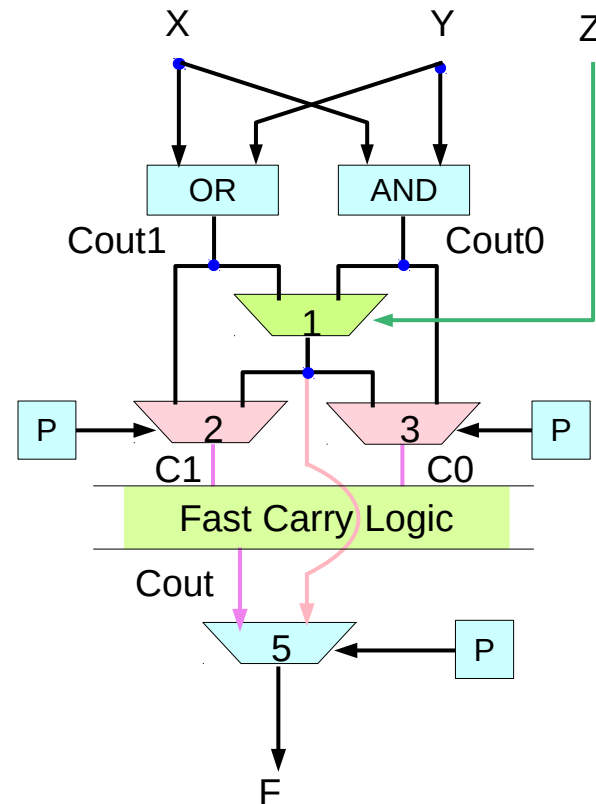 X Y Z
OR AND
Cout1 Cout0
1
P 2 3 P
C1 C0
Fast Carry Logic
Cout
5 P
F